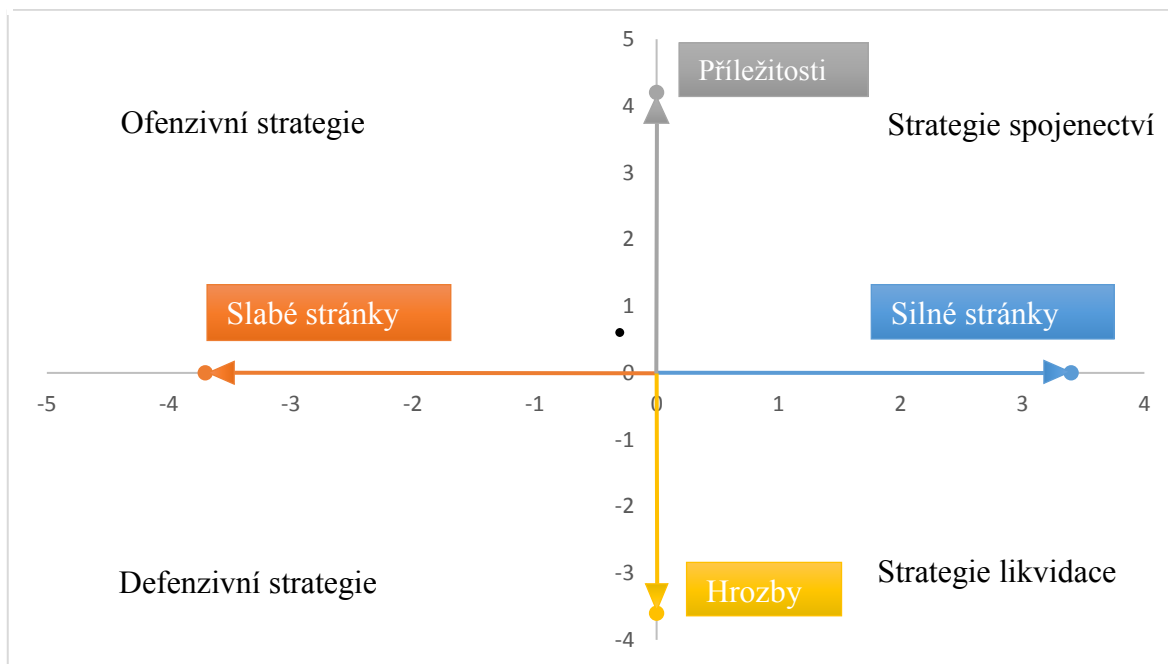 5
Příležitosti
4
Ofenzivní strategie
Strategie spojenectví
3
2
1
Slabé stránky
Silné stránky
0
-5 -4 -3 -2 -1 0 1 2 3 4
-1
-2
-3
Defenzivní strategie
Hrozby
Strategie likvidace
-4